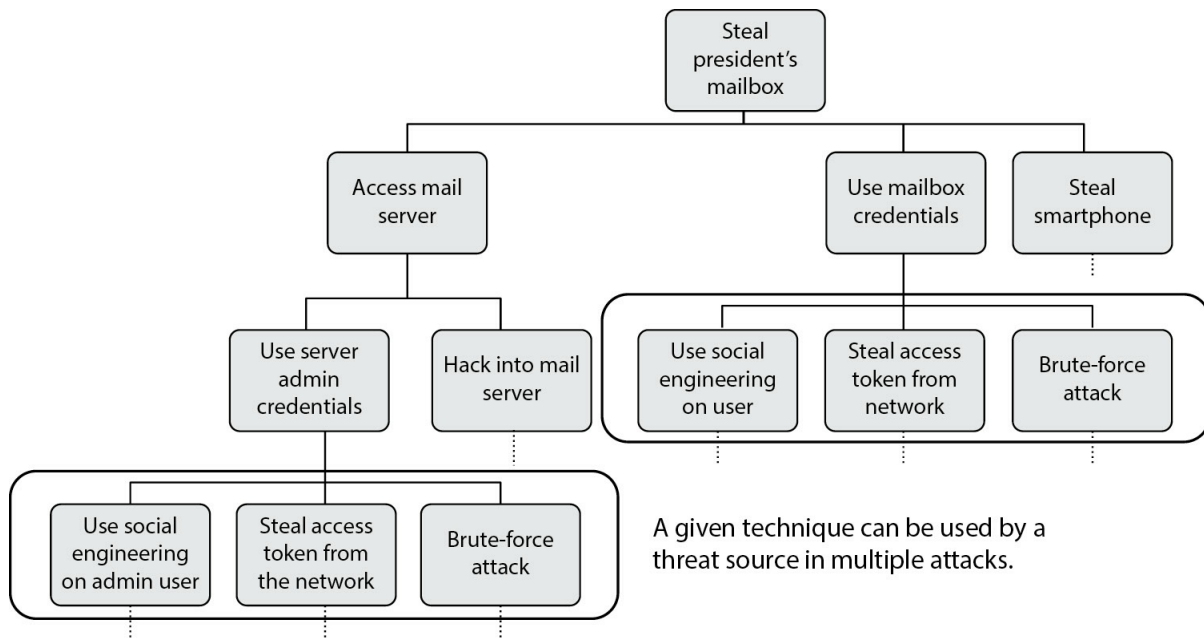 Steal
president's
mailbox
Access mail
server
Use mailbox
credentials
Steal
smartphone
Use server
admin
credentials
Hack into mail
server
Use social
engineering
on user
Steal access
token from
network
Brute-force
attack
Use social
engineering
on admin user
Steal access
token from
the network
Brute-force
attack
A given technique can be used by a
threat source in multiple attacks.